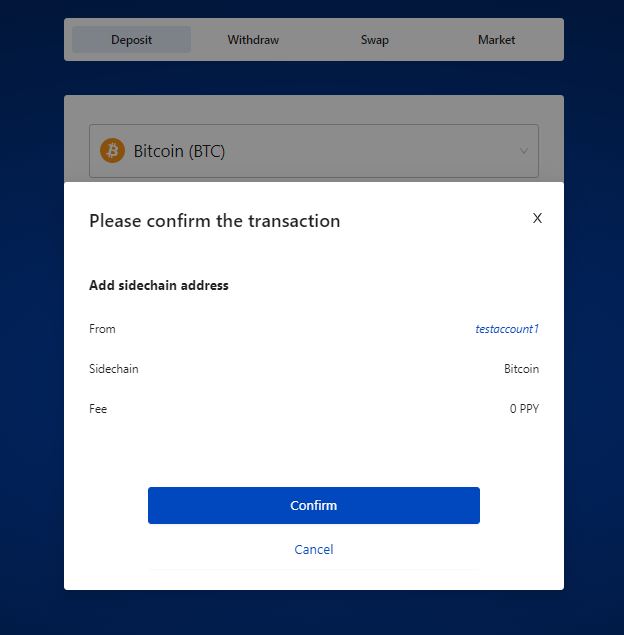 Deposit Withdraw Swap Market
Bitcoin (BTC)
Please confirm the transaction X
Add sidechain address
From testaccount1
Sidechain Bitcoin
Fee 0 PPY
Confirm
Cancel